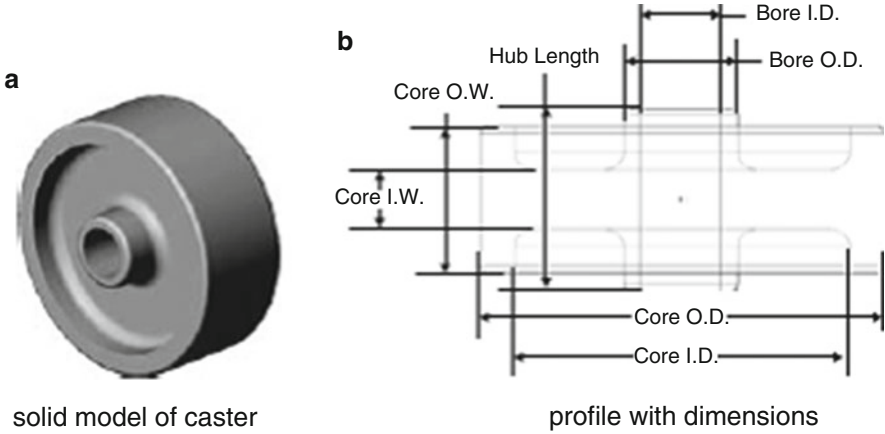 a
solid model of caster
b
Bore I.D.
Hub Length
Bore O.D.
Core O.W.
Core I.W.
Core O.D.
Core I.D.
profile with dimensions